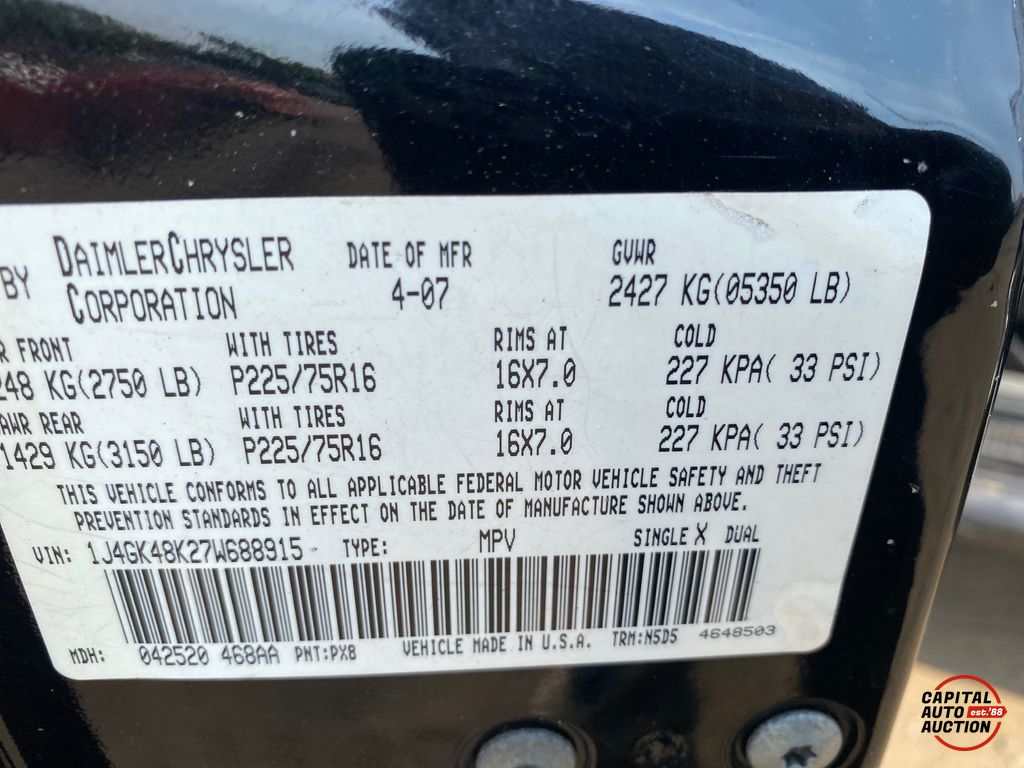 BY DAIMLERCHRYSLER CORPORATION
DATE OF MFR 4-07
GVWR 2427 KG(05350 LB)
R FRONT WITH TIRES RIMS AT COLD
248 KG(2750 LB) P225/75R16 16X7.0 227 KPA( 33 PSI)
AWR REAR WITH TIRES RIMS AT COLD
1429 KG(3150 LB) P225/75R16 16X7.0 227 KPA( 33 PSI)
THIS VEHICLE CONFORMS TO ALL APPLICABLE FEDERAL MOTOR VEHICLE SAFETY AND THEFT
PREVENTION STANDARDS IN EFFECT ON THE DATE OF MANUFACTURE SHOWN ABOVE.
VIN: 1J4GK48K27W688915 TYPE: MPV SINGLE X DUAL
MDH: 042520 468AA PNT:PX8 VEHICLE MADE IN U.S.A. TRM:N5D5 4648503
CAPITAL
AUTO est.'88
AUCTION